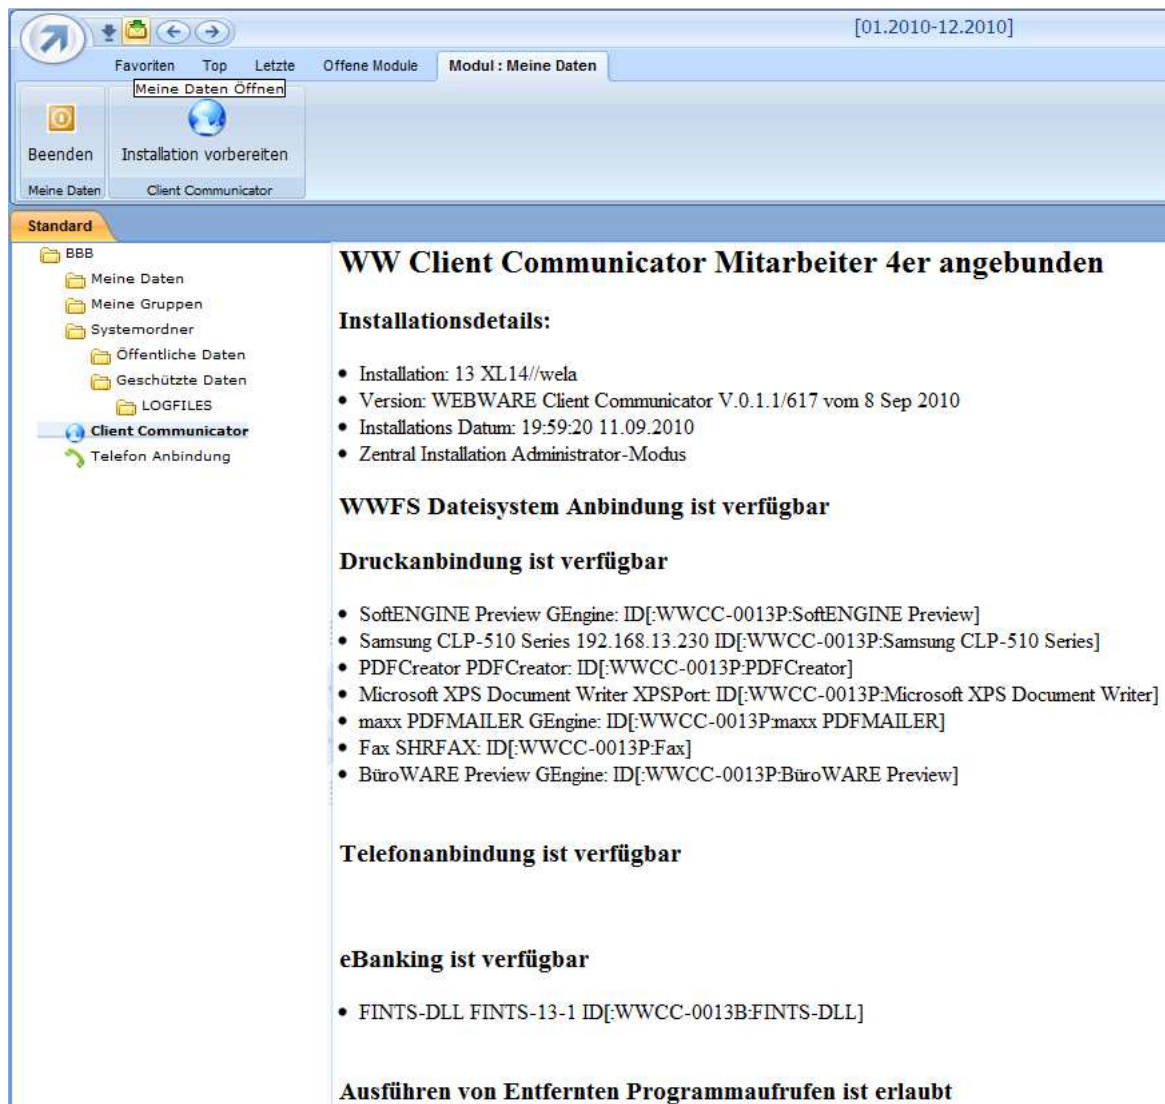 [01.2010-12.2010]
Favoriten Top Letzte Offene Module Modul : Meine Daten
Meine Daten Öffnen
Beenden Installation vorbereiten
Meine Daten Client Communicator
Standard
BBB
Meine Daten
Meine Gruppen
Systemordner
Öffentliche Daten
Geschützte Daten
LOGFILES
Client Communicator
Telefon Anbindung
WW Client Communicator Mitarbeiter 4er angebunden
Installationsdetails:
Installation: 13 XL14//wela
Version: WEBWARE Client Communicator V.0.1.1/617 vom 8 Sep 2010
Installations Datum: 19:59:20 11.09.2010
Zentral Installation Administrator-Modus
WWFS Dateisystem Anbindung ist verfügbar
Druckanbindung ist verfügbar
SoftENGINE Preview GEngine: ID[:WWCC-0013P:SoftENGINE Preview]
Samsung CLP-510 Series 192.168.13.230 ID[:WWCC-0013P:Samsung CLP-510 Series]
PDFCreator PDFCreator: ID[:WWCC-0013P:PDFCreator]
Microsoft XPS Document Writer XPSPort: ID[:WWCC-0013P:Microsoft XPS Document Writer]
maxx PDFMAILER GEngine: ID[:WWCC-0013P:maxx PDFMAILER]
Fax SHRFAX: ID[:WWCC-0013P:Fax]
BüroWARE Preview GEngine: ID[:WWCC-0013P:BüroWARE Preview]
Telefonanbindung ist verfügbar
eBanking ist verfügbar
FINTS-DLL FINTS-13-1 ID[:WWCC-0013B:FINTS-DLL]
Ausführen von Entfernten Programmaufrufen ist erlaubt